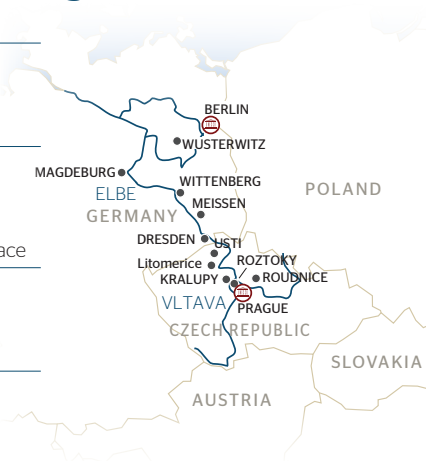 BERLIN
WUSTERWITZ
MAGDEBURG
WITTENBERG
ELBE
POLAND
MEISSEN
GERMANY
DRESDEN
USTI
ace
ROZTOKY
Litomerice
KRALUPY
ROUDNICE
VLTAVA
PRAGUE
CZECH REPUBLIC
SLOVAKIA
AUSTRIA